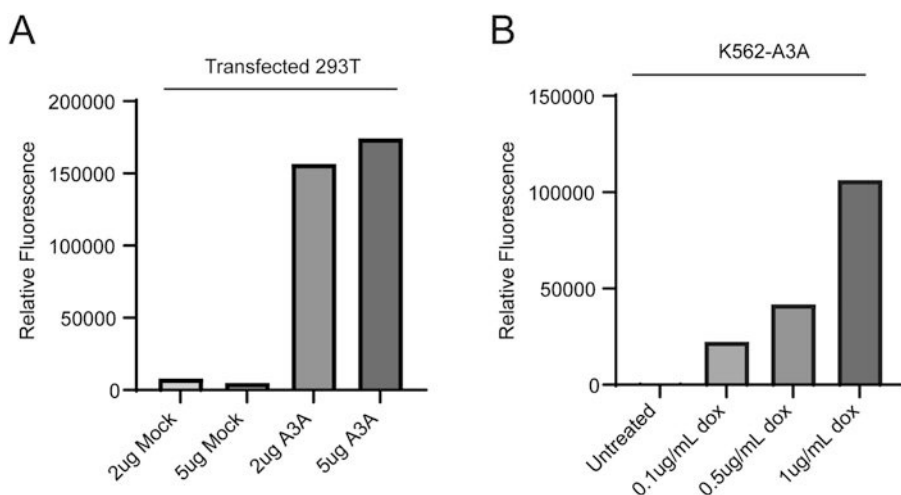 A
Transfected 293T
Relative Fluorescence
200000
150000
100000
50000
0
2ug Mock
5ug Mock
2ug A3A
5ug A3A
B
K562-A3A
Relative Fluorescence
150000
100000
50000
0
Untreated
0.1ug/mL dox
0.5ug/mL dox
1ug/mL dox